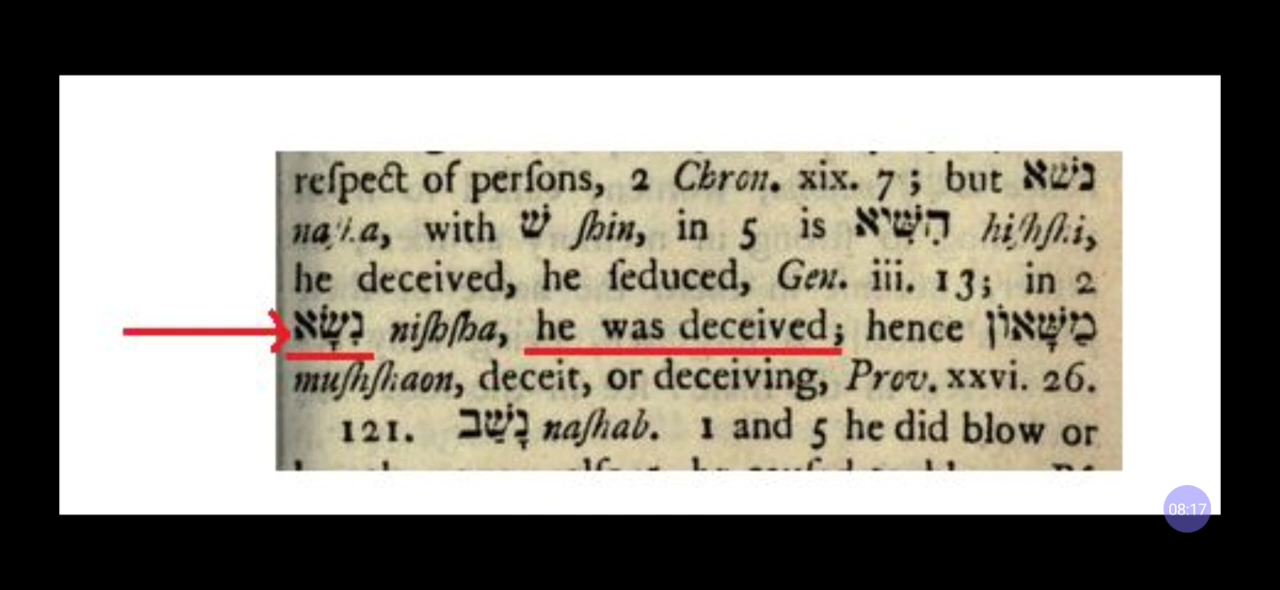 reſpect of perſons, 2 Chron. xix. 7; but נשׁא
naſha, with שׁ ſhin, in 5 is הִשִּׁיא hiſhſhi,
he deceived, he ſeduced, Gen. iii. 13; in 2
נִשָּׁא niſhſha, he was deceived; hence מַשָּׁאוֹן
muſhſhaon, deceit, or deceiving, Prov. xxvi. 26.
121. נָשַׁב naſhab. 1 and 5 he did blow or
08:17